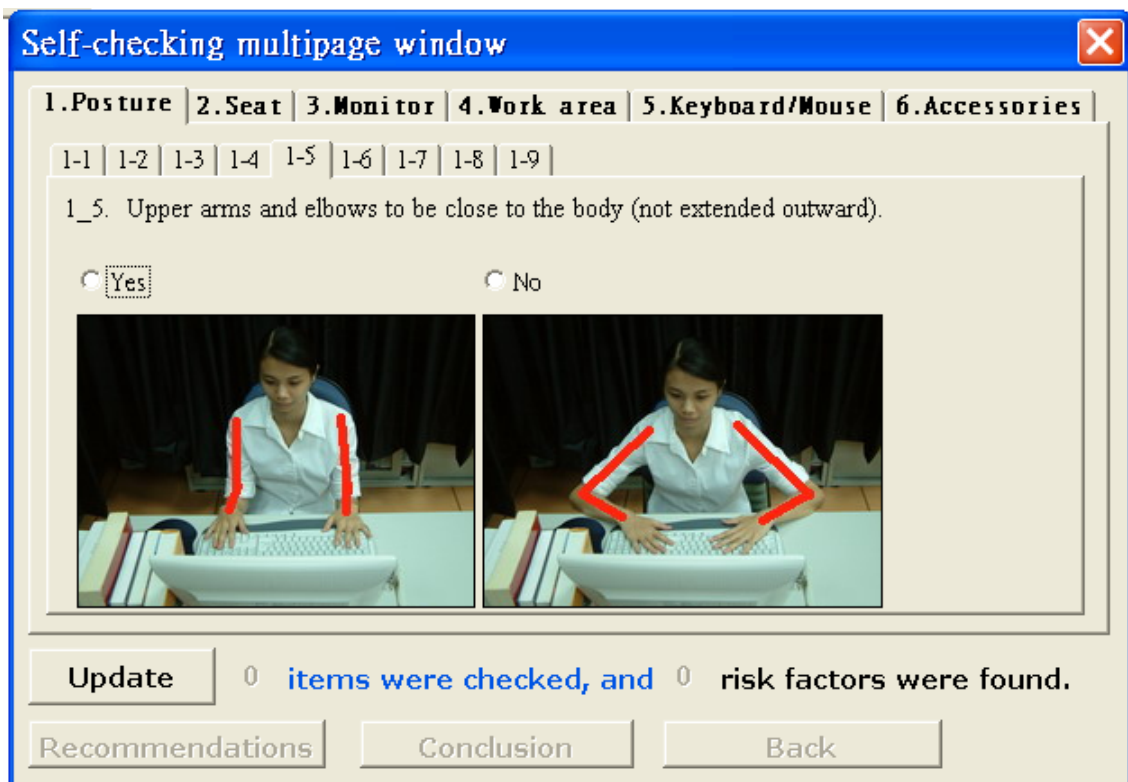 Self-checking multipage window
1.Posture 2.Seat 3.Monitor 4.Work area 5.Keyboard/Mouse 6.Accessories
1-1 1-2 1-3 1-4 1-5 1-6 1-7 1-8 1-9
1_5. Upper arms and elbows to be close to the body (not extended outward).
Yes No
Update 0 items were checked, and 0 risk factors were found.
Recommendations Conclusion Back